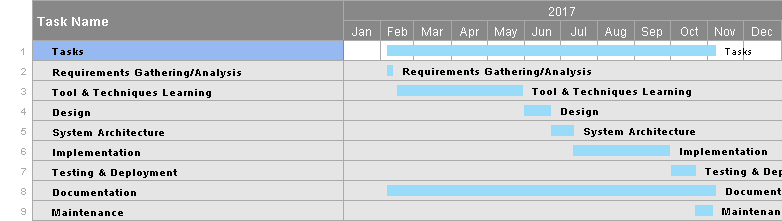 Task Name
2017
Jan Feb Mar Apr May Jun Jul Aug Sep Oct Nov Dec
1 Tasks Tasks
2 Requirements Gathering/Analysis Requirements Gathering/Analysis
3 Tool & Techniques Learning Tool & Techniques Learning
4 Design Design
5 System Architecture System Architecture
6 Implementation Implementation
7 Testing & Deployment Testing & Dep
8 Documentation Document
9 Maintenance Maintenan